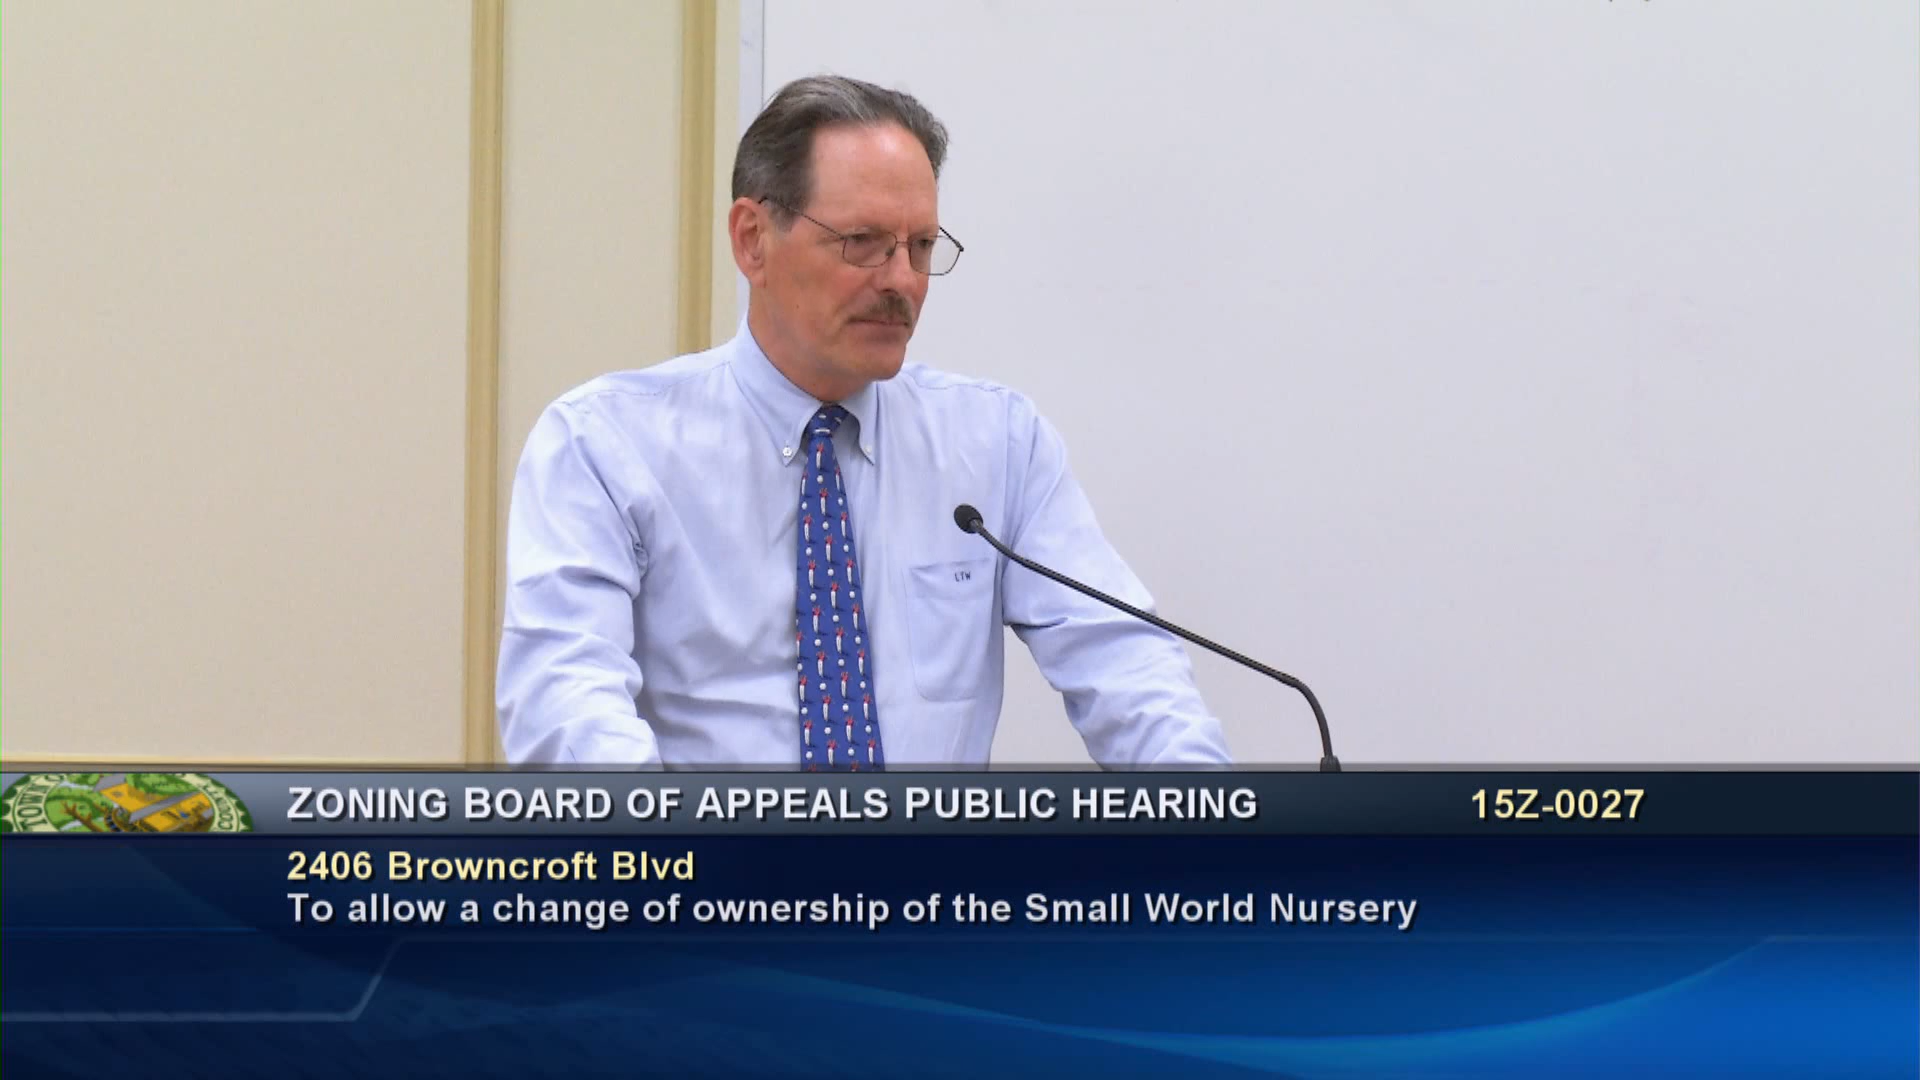 LTW
TOWN O
ZONING BOARD OF APPEALS PUBLIC HEARING
15Z-0027
2406 Browncroft Blvd
To allow a change of ownership of the Small World Nursery